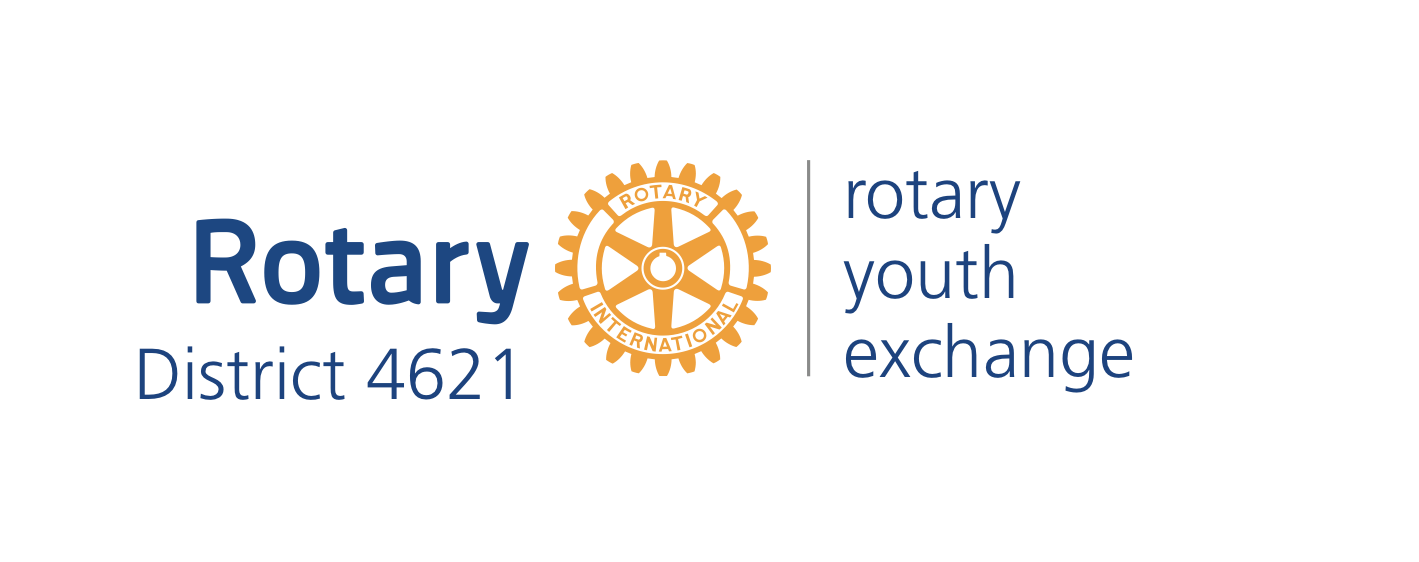 Rotary
District 4621
ROTARY
INTERNATIONAL
rotary
youth
exchange